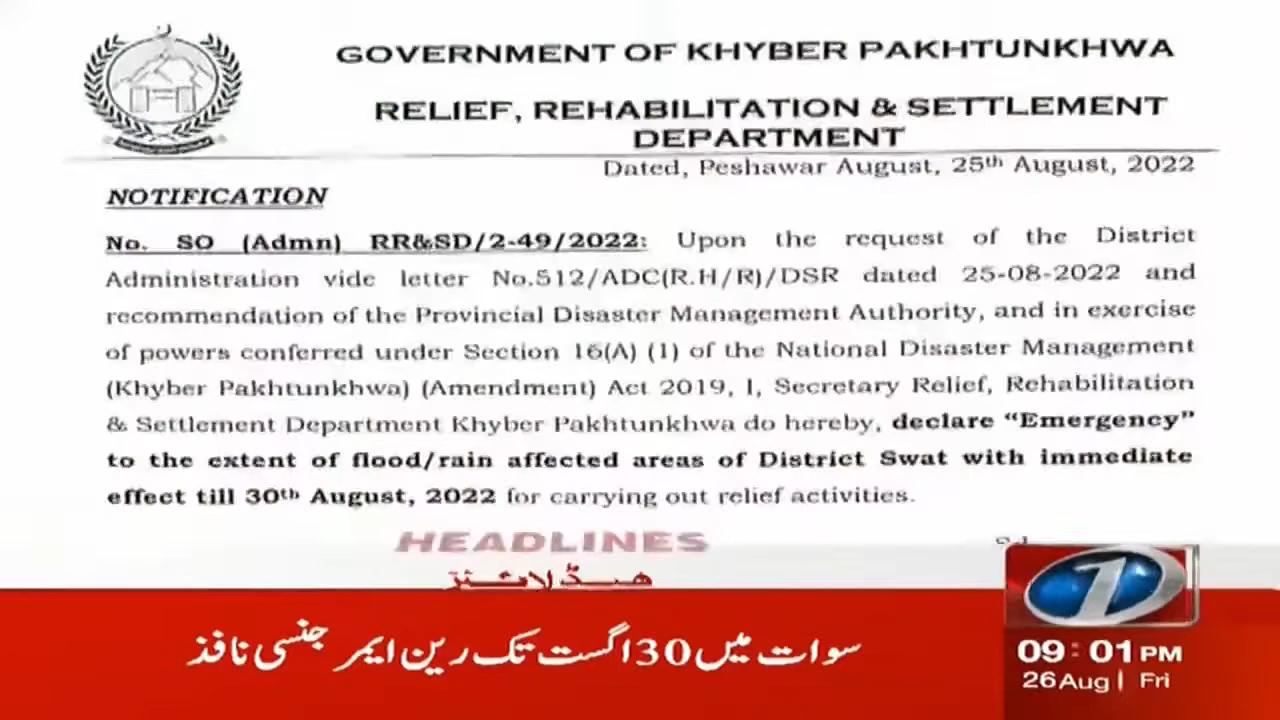 GOVERNMENT OF KHYBER PAKHTUNKHWA
RELIEF, REHABILITATION & SETTLEMENT
DEPARTMENT
Dated, Peshawar August, 25th August, 2022
NOTIFICATION
No. SO (Admn) RR&SD/2-49/2022: Upon the request of the District
Administration vide letter No.512/ADC(R.H/R)/DSR dated 25-08-2022 and
recommendation of the Provincial Disaster Management Authority, and in exercise
of powers conferred under Section 16(A) (1) of the National Disaster Management
(Khyber Pakhtunkhwa) (Amendment) Act 2019, I, Secretary Relief, Rehabilitation
& Settlement Department Khyber Pakhtunkhwa do hereby, declare “Emergency”
to the extent of flood/rain affected areas of District Swat with immediate
effect till 30th August, 2022 for carrying out relief activities.
HEADLINES
ہیڈلائنز
سوات میں 30 اگست تک رین ایمرجنسی نافذ
1
09:01 PM
26 Aug | Fri